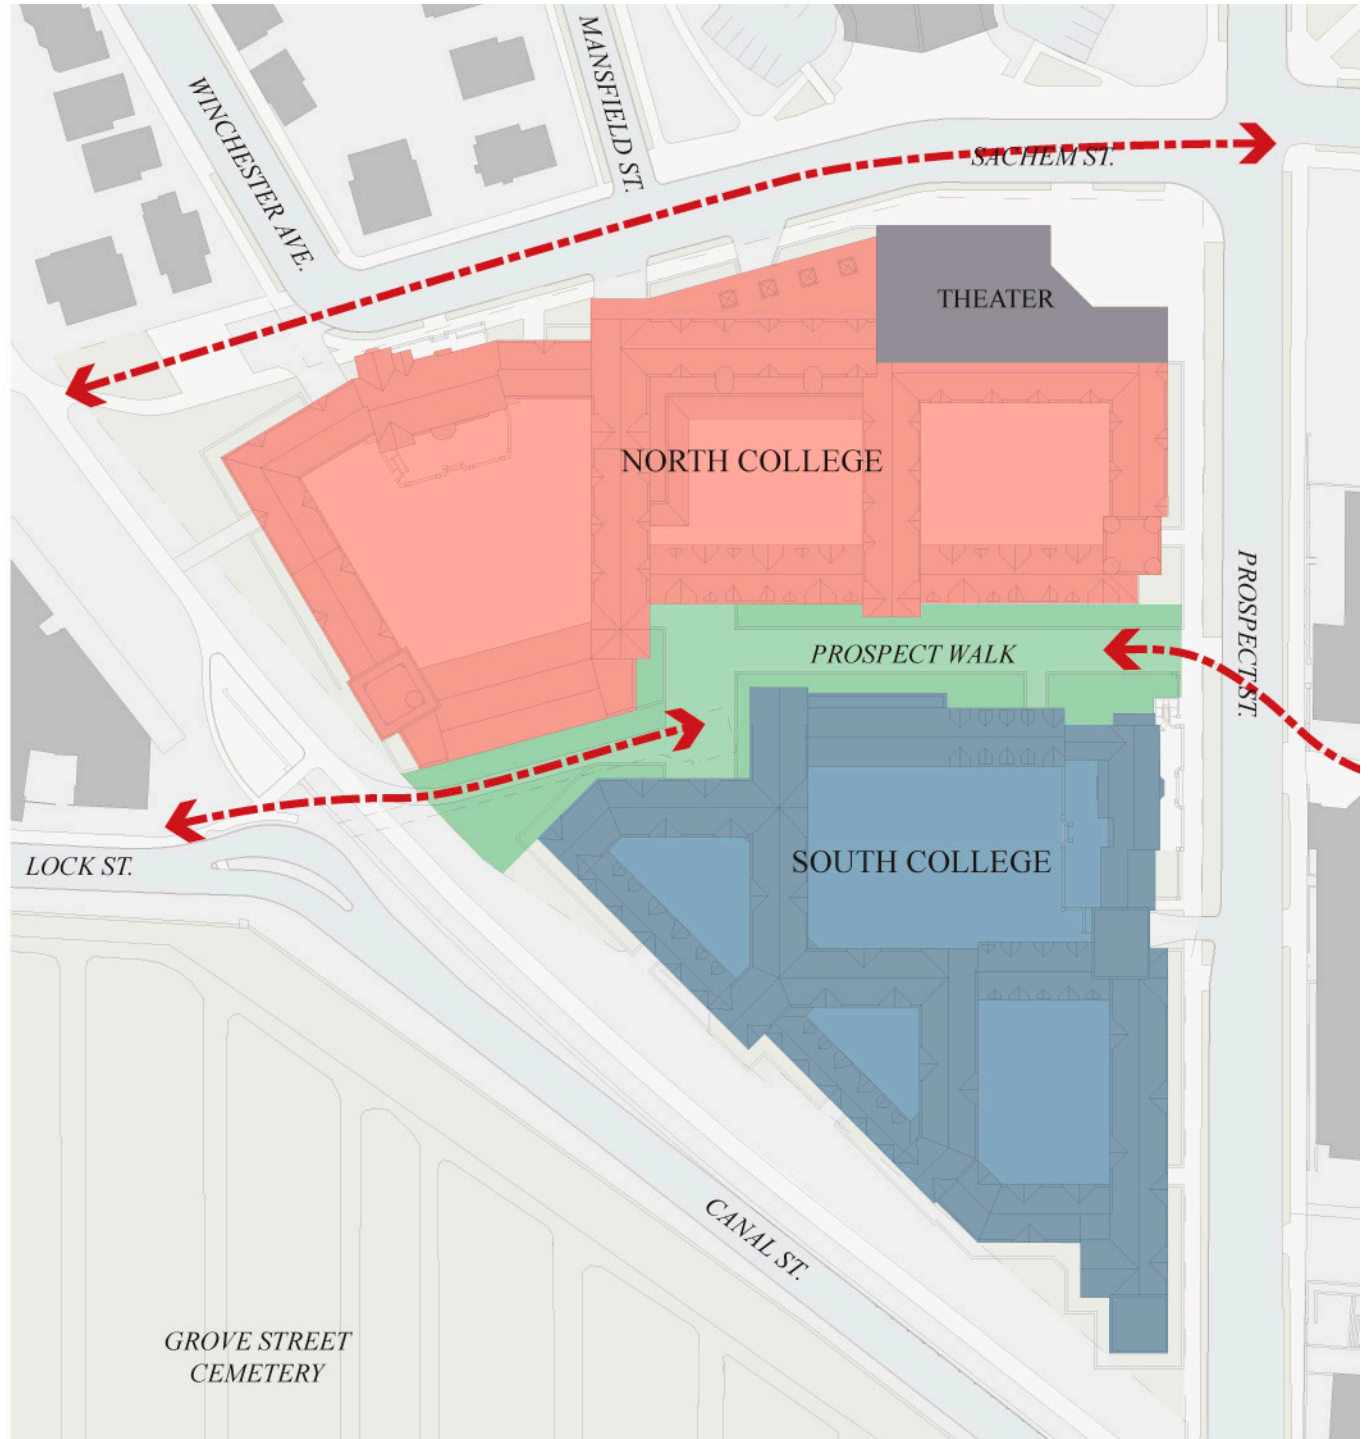 MANSFIELD ST.
WINCHESTER AVE.
SACHEM ST.
THEATER
NORTH COLLEGE
PROSPECT ST.
PROSPECT WALK
LOCK ST.
SOUTH COLLEGE
CANAL ST.
GROVE STREET
CEMETERY